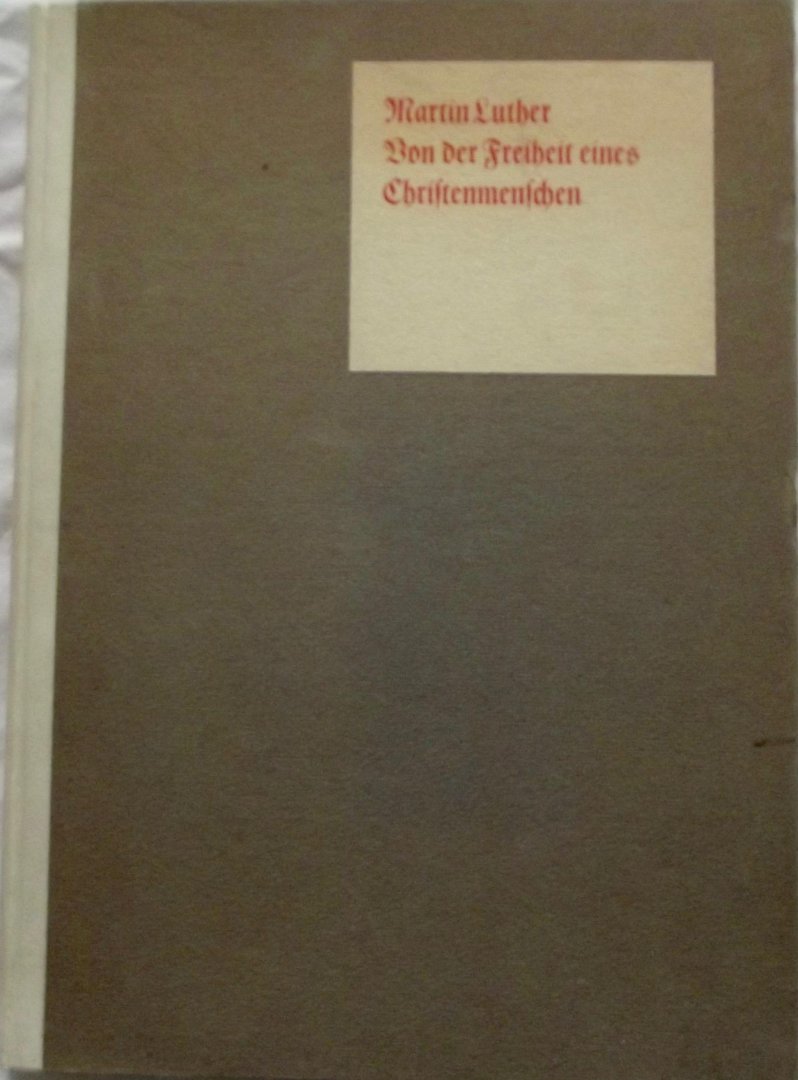 Martin Luther
Von der Freiheit eines
Chriſtenmenſchen